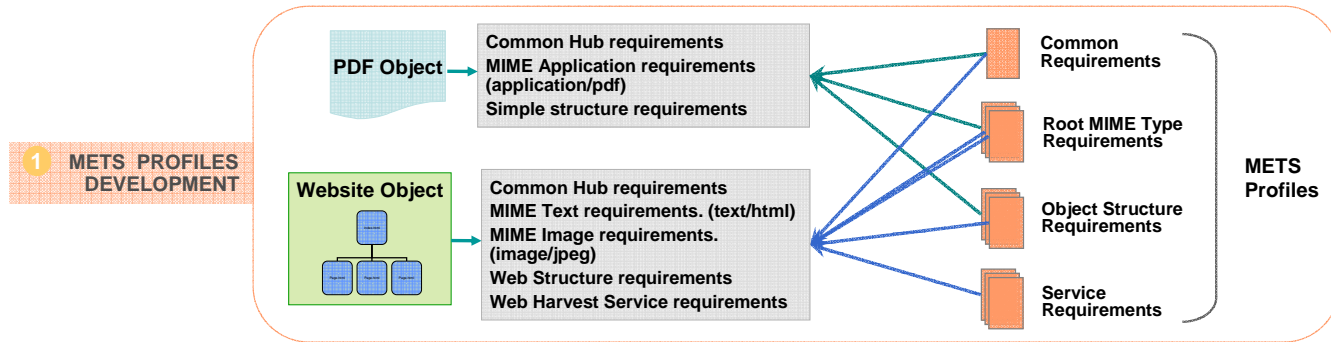 1 METS PROFILES
DEVELOPMENT
PDF Object
Common Hub requirements
MIME Application requirements
(application/pdf)
Simple structure requirements
Website Object
Common Hub requirements
MIME Text requirements. (text/html)
MIME Image requirements.
(image/jpeg)
Web Structure requirements
Web Harvest Service requirements
Common
Requirements
Root MIME Type
Requirements
Object Structure
Requirements
Service
Requirements
METS
Profiles